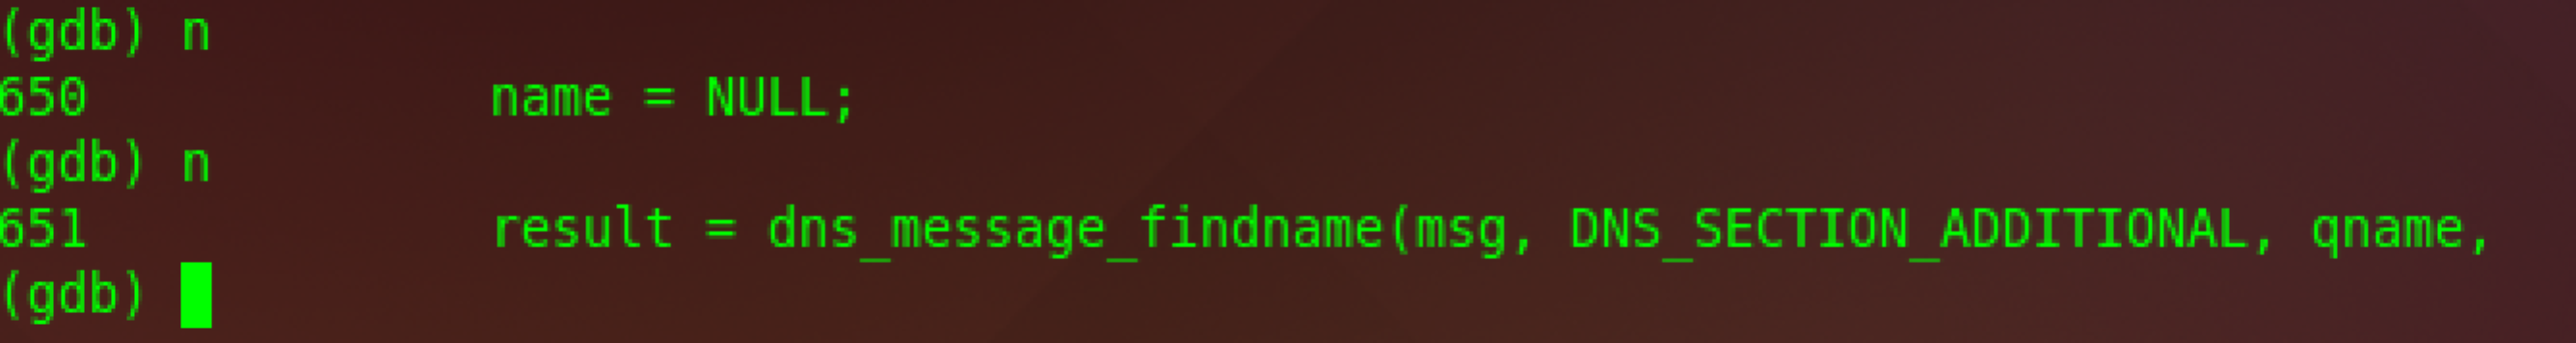 (gdb) n
650 name = NULL;
(gdb) n
651 result = dns_message_findname(msg, DNS_SECTION_ADDITIONAL, qname,
(gdb)